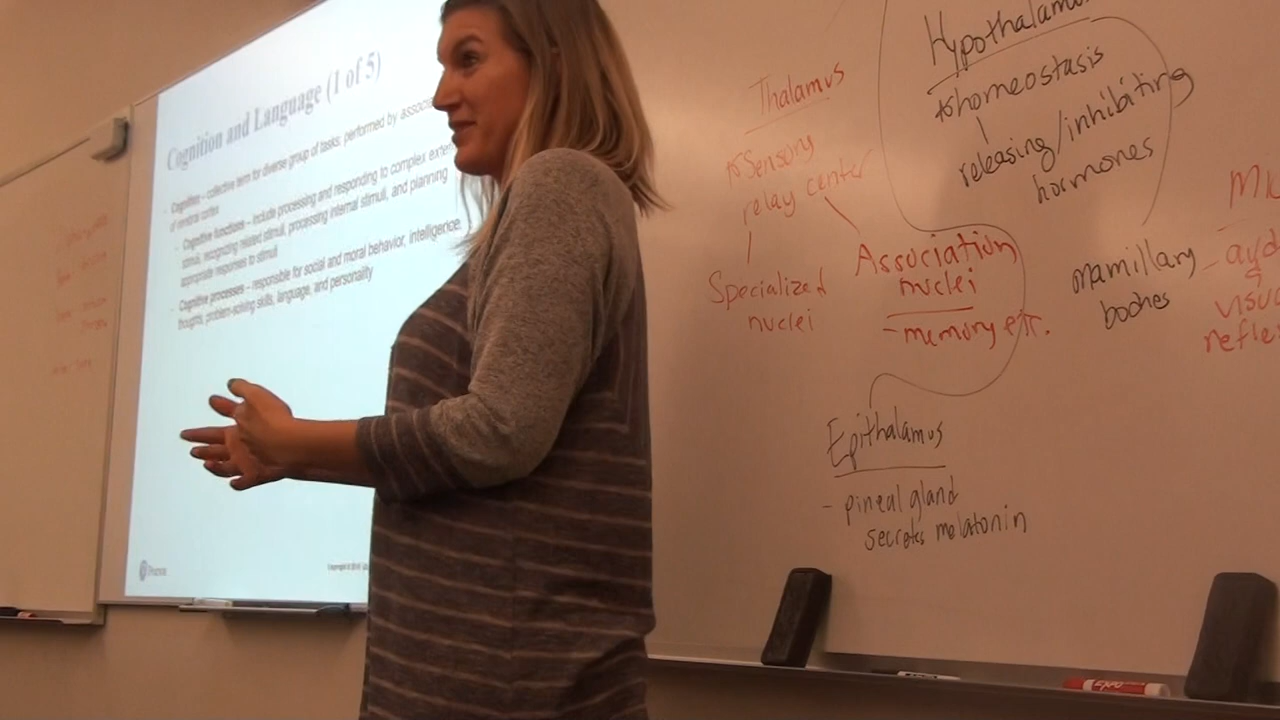 Cognition and Language (1 of 5)
Cognition – collective term for diverse group of tasks; performed by
of cerebral cortex
Cognitive functions – include processing and responding to complex
stimuli, recognizing related stimuli, processing internal stimuli, and planning
appropriate responses to stimuli
Cognitive processes – responsible for social and moral behavior, intelligence,
thoughts, problem-solving skills, language, and personality
Pearson
Thalamus
Sensory
relay center
Specialized
nuclei
Association
nuclei
- memory etc.
homeostasis
releasing/inhibiting
hormones
mamillary
bodies
Epithalamus
- pineal gland
secretes melatonin
EXPO